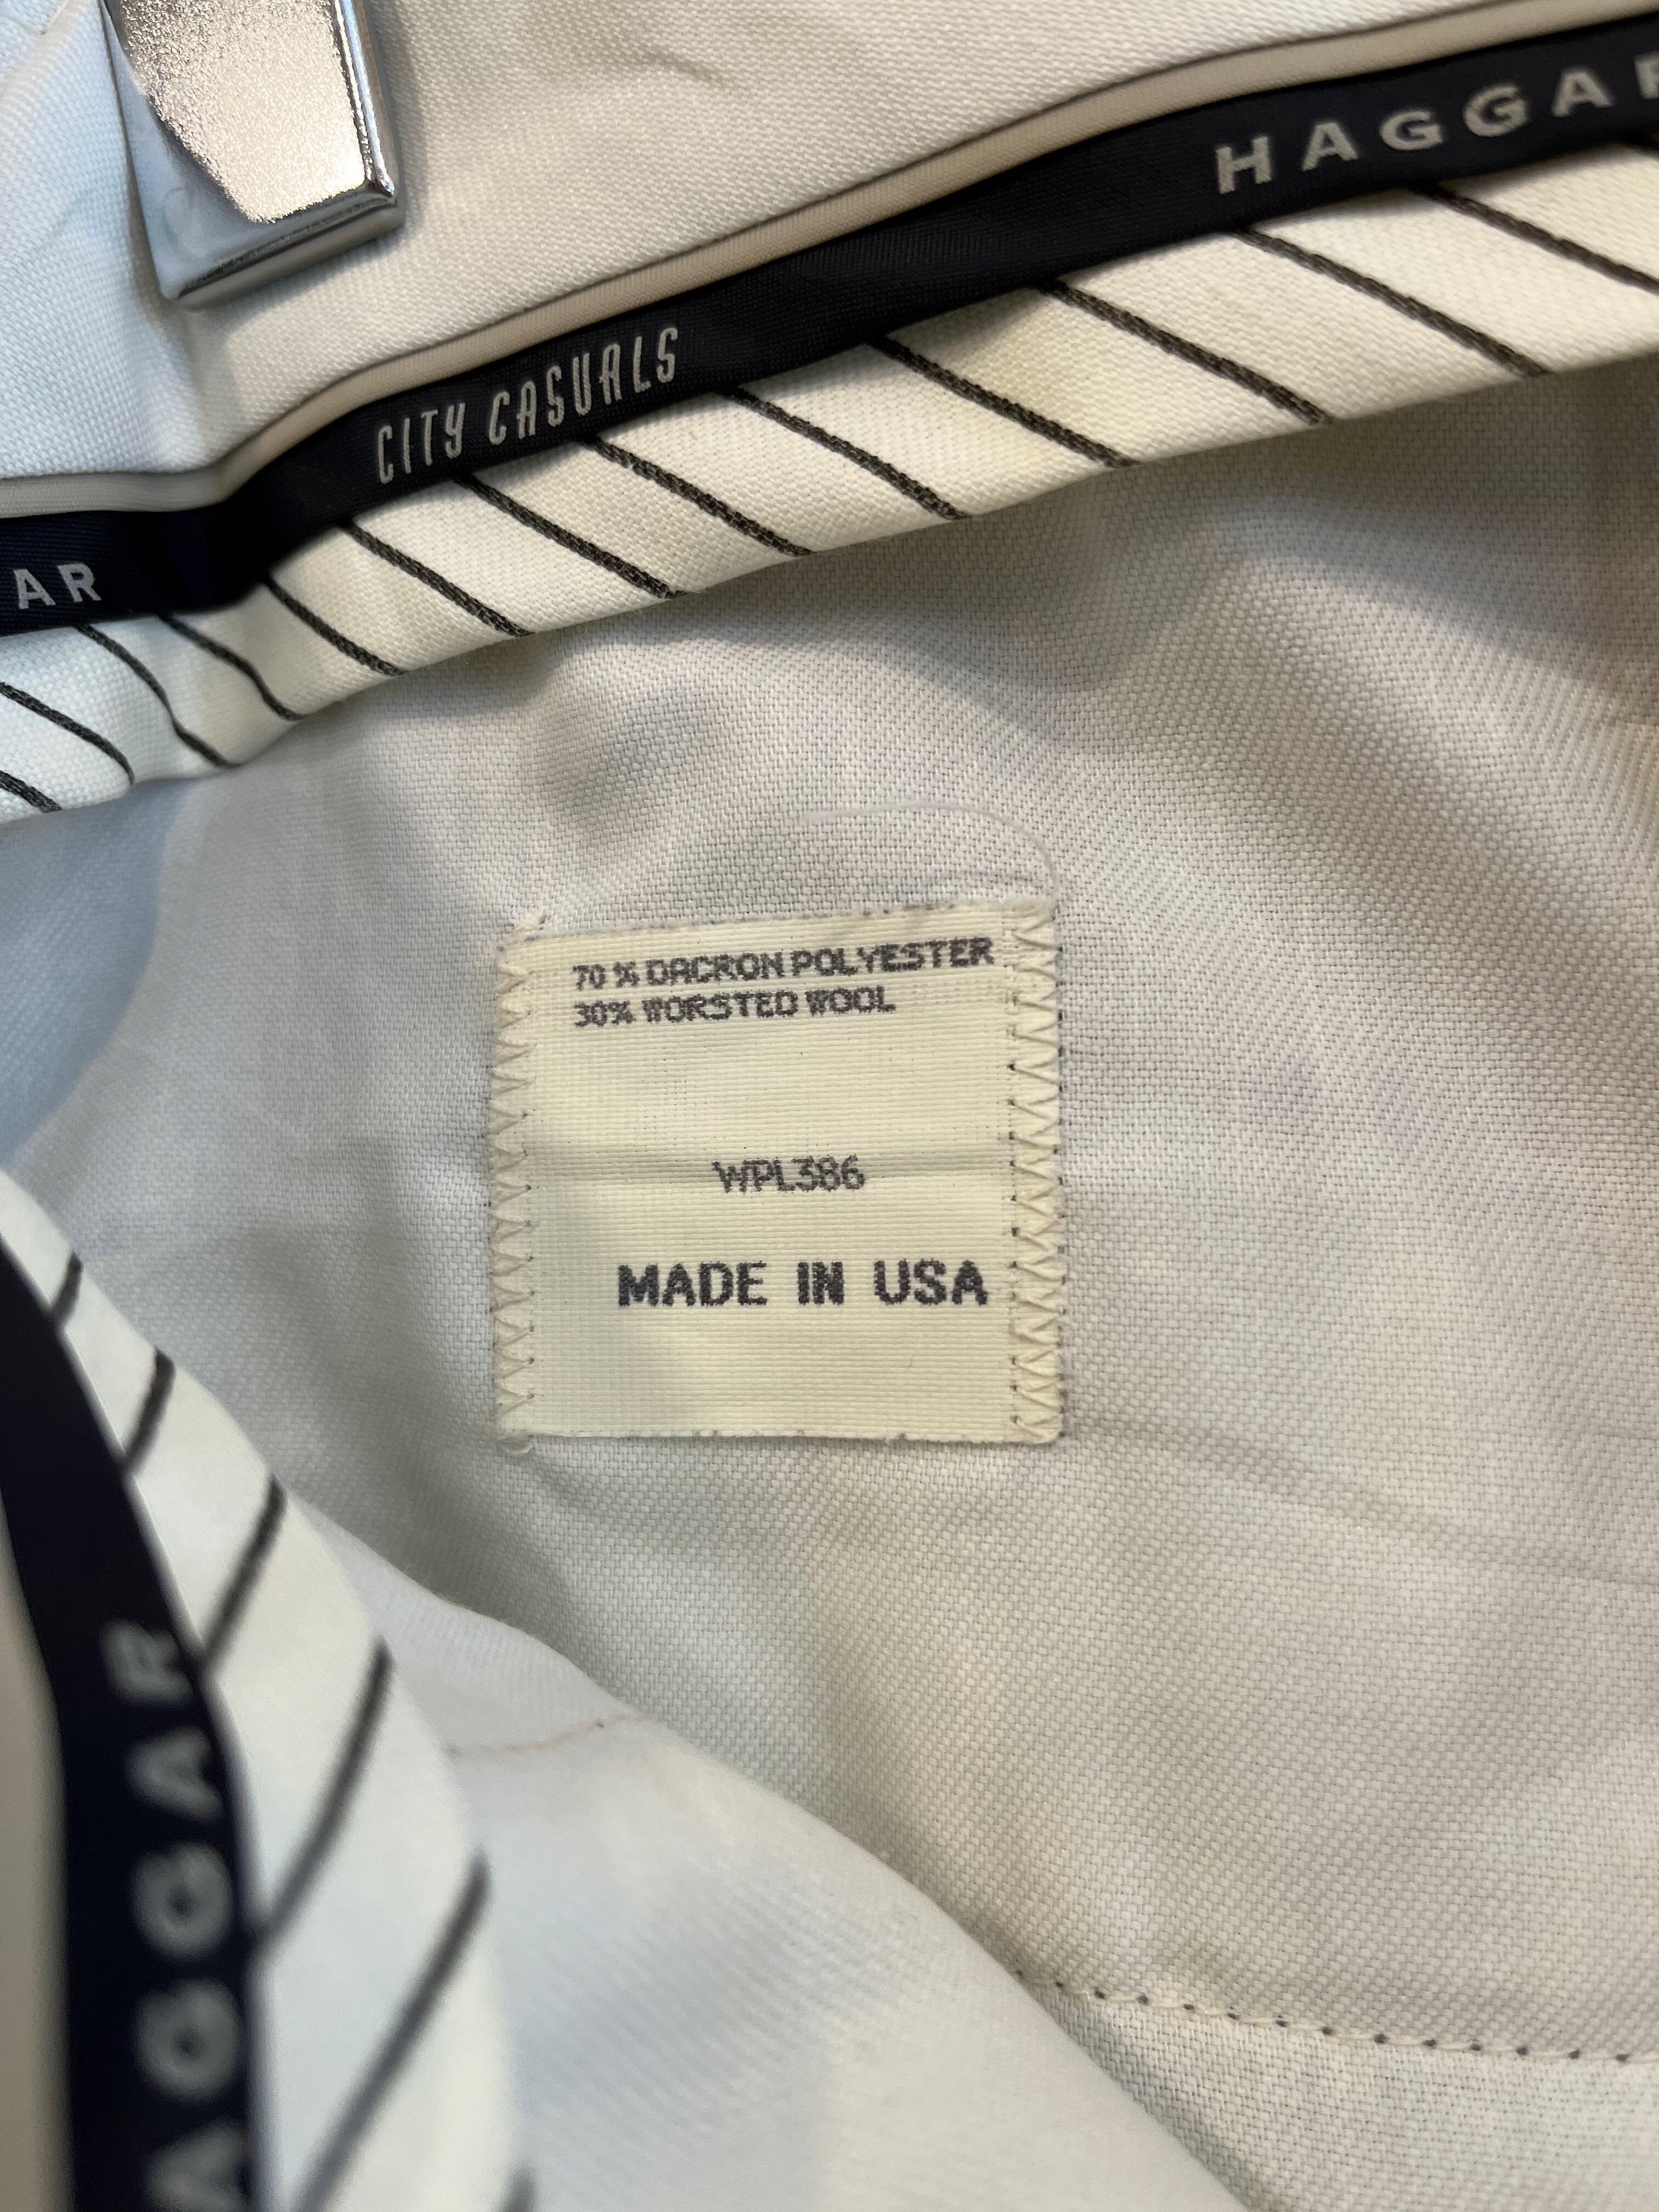 HAGGAR
CITY CASUALS
AR
70 % DACRON POLYESTER
30% WORSTED WOOL
WPL386
MADE IN USA
HAGGAR